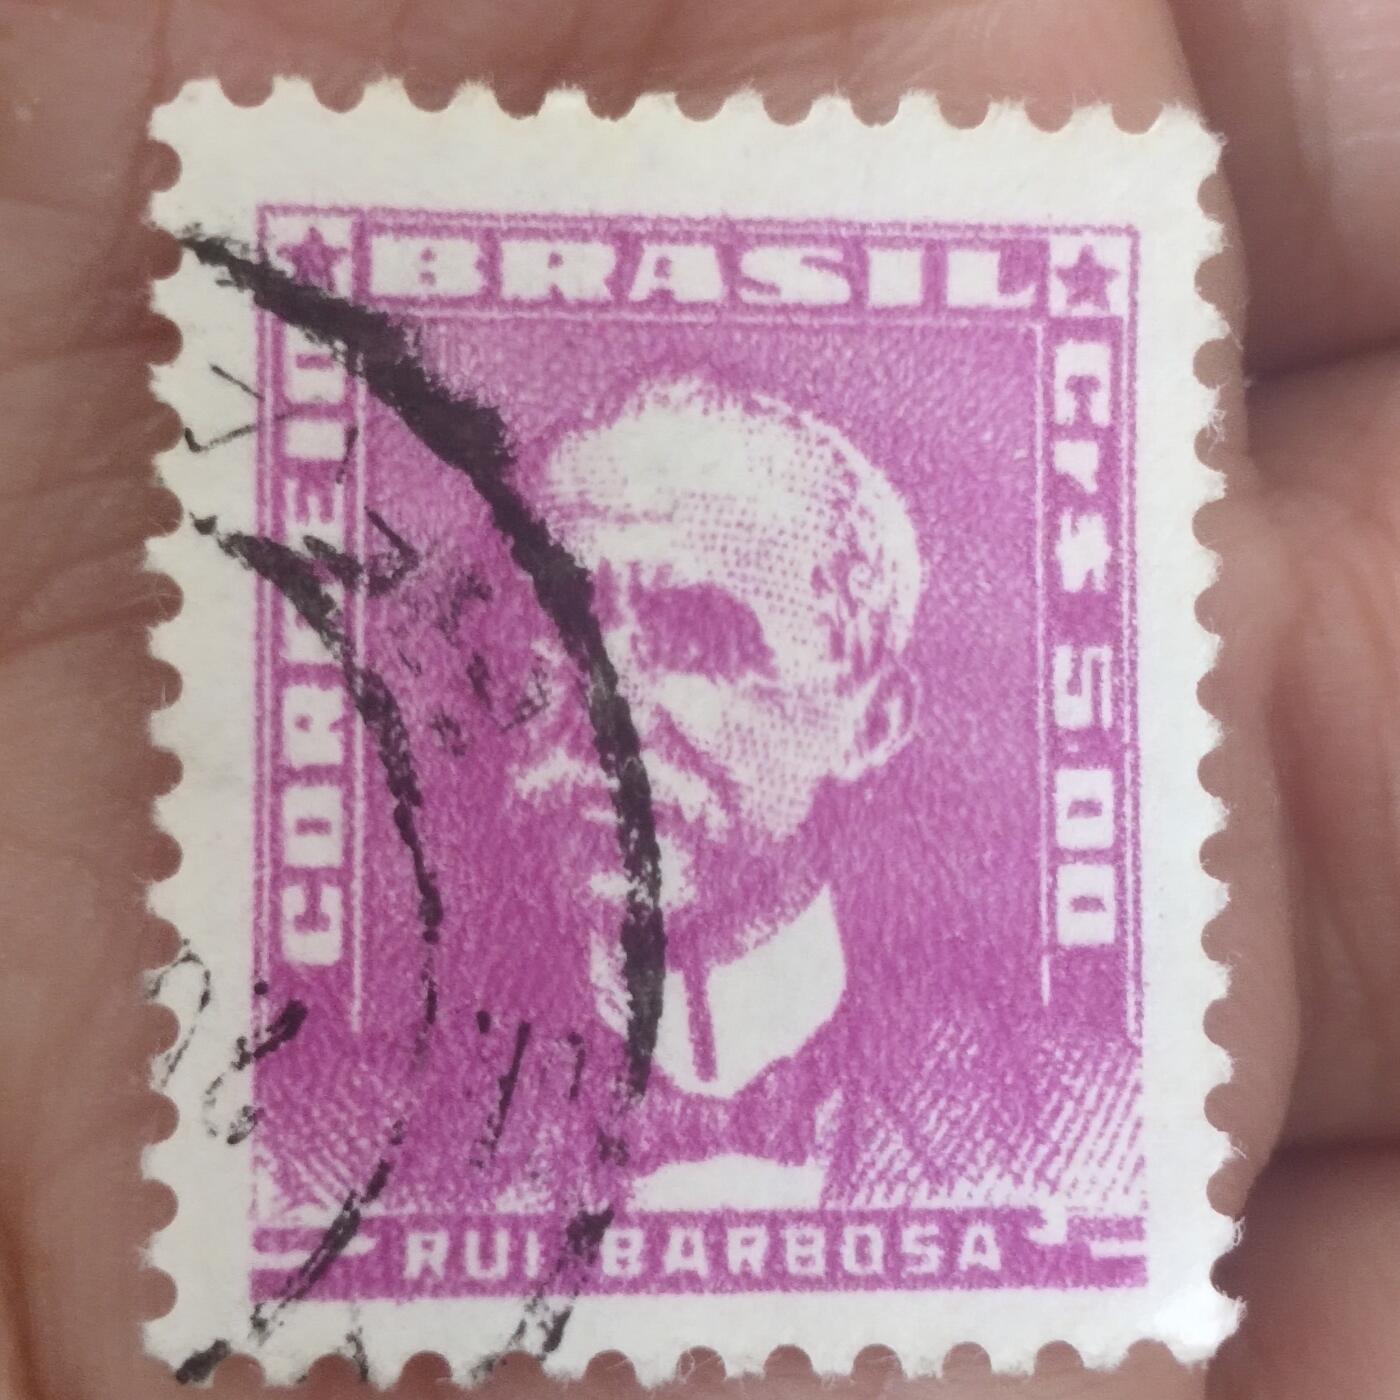 BRASIL
CORREIO
Cr$ 5,00
RUI BARBOSA